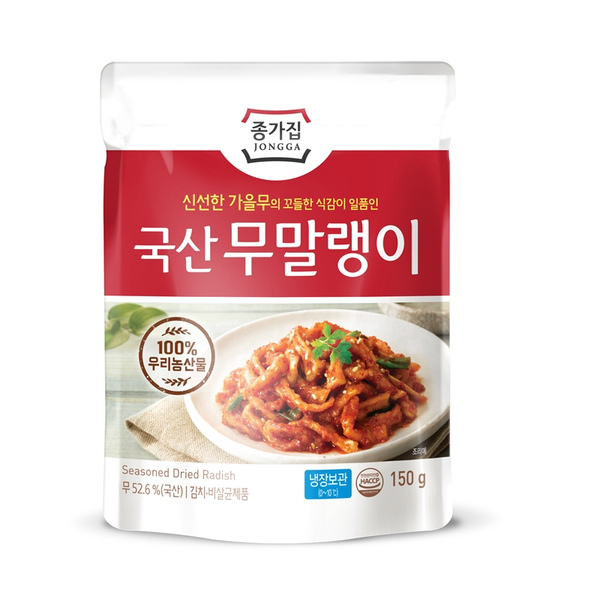 종가집
JONGGA
신선한 가을무의 꼬들한 식감이 일품인
국산 무말랭이
100%
우리농산물
조리예
Seasoned Dried Radish
무 52.6%(국산) | 김치·비살균제품
냉장보관
(0~10℃)
HACCP
150 g